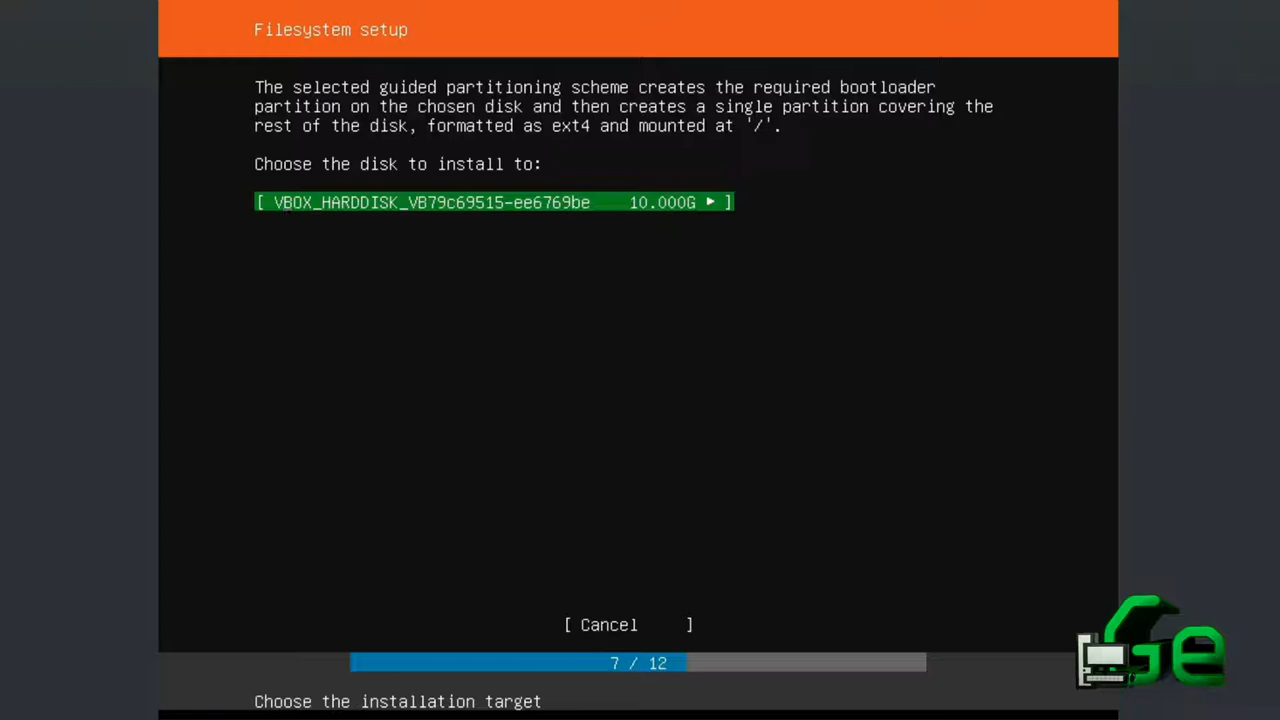 Filesystem setup
The selected guided partitioning scheme creates the required bootloader
partition on the chosen disk and then creates a single partition covering the
rest of the disk, formatted as ext4 and mounted at '/'.
Choose the disk to install to:
[ VBOX_HARDDISK_VB79c69515-ee6769be 10.000G ► ]
[ Cancel ]
7 / 12
Choose the installation target
Ge